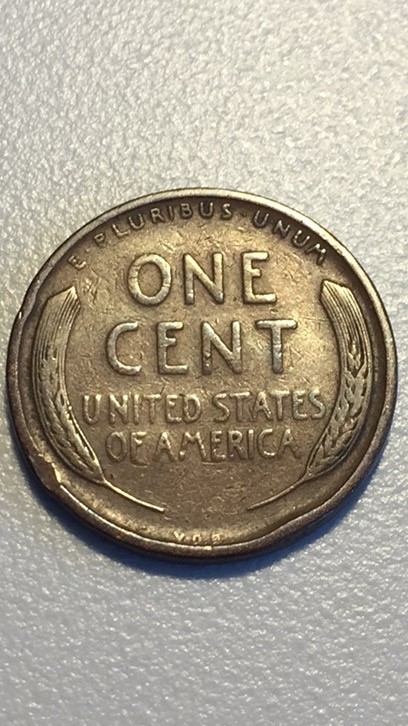 E PLURIBUS·UNUM
ONE
CENT
UNITED STATES
OF AMERICA
V.D.B.